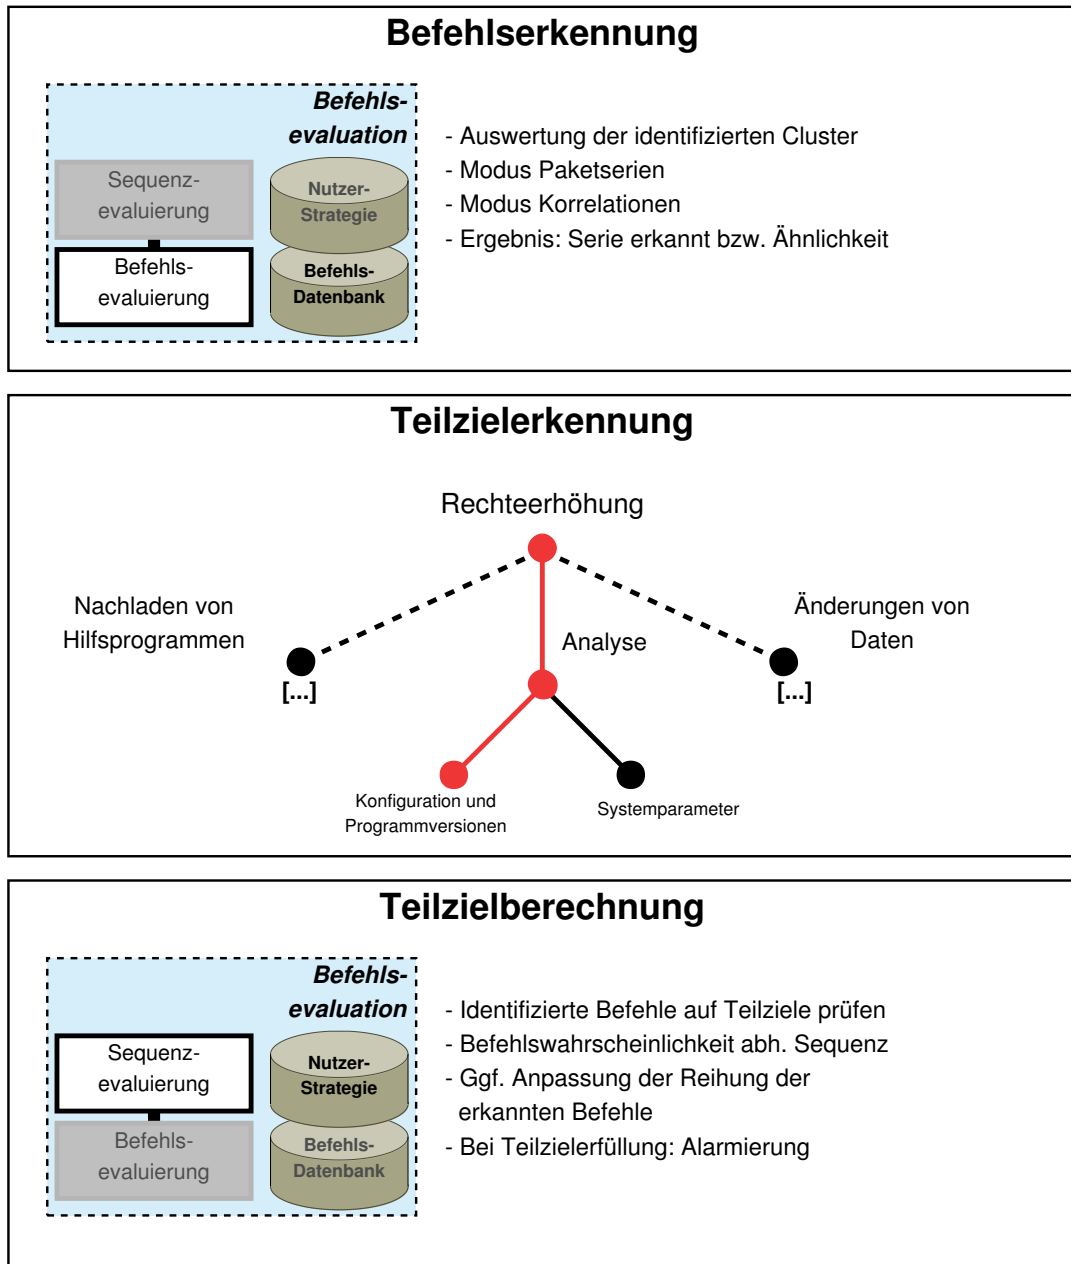 Befehlserkennung
Befehls-
evaluation
Sequenz-
evaluierung
Nutzer-
Strategie
Befehls-
evaluierung
Befehls-
Datenbank
- Auswertung der identifizierten Cluster
- Modus Paketserien
- Modus Korrelationen
- Ergebnis: Serie erkannt bzw. Ähnlichkeit
Teilzielerkennung
Rechteerhöhung
Nachladen von
Hilfsprogrammen
[...]
Analyse
Änderungen von
Daten
[...]
Konfiguration und
Programmversionen
Systemparameter
Teilzielberechnung
Befehls-
evaluation
Sequenz-
evaluierung
Nutzer-
Strategie
Befehls-
evaluierung
Befehls-
Datenbank
- Identifizierte Befehle auf Teilziele prüfen
- Befehlswahrscheinlichkeit abh. Sequenz
- Ggf. Anpassung der Reihung der
erkannten Befehle
- Bei Teilzielerfüllung: Alarmierung